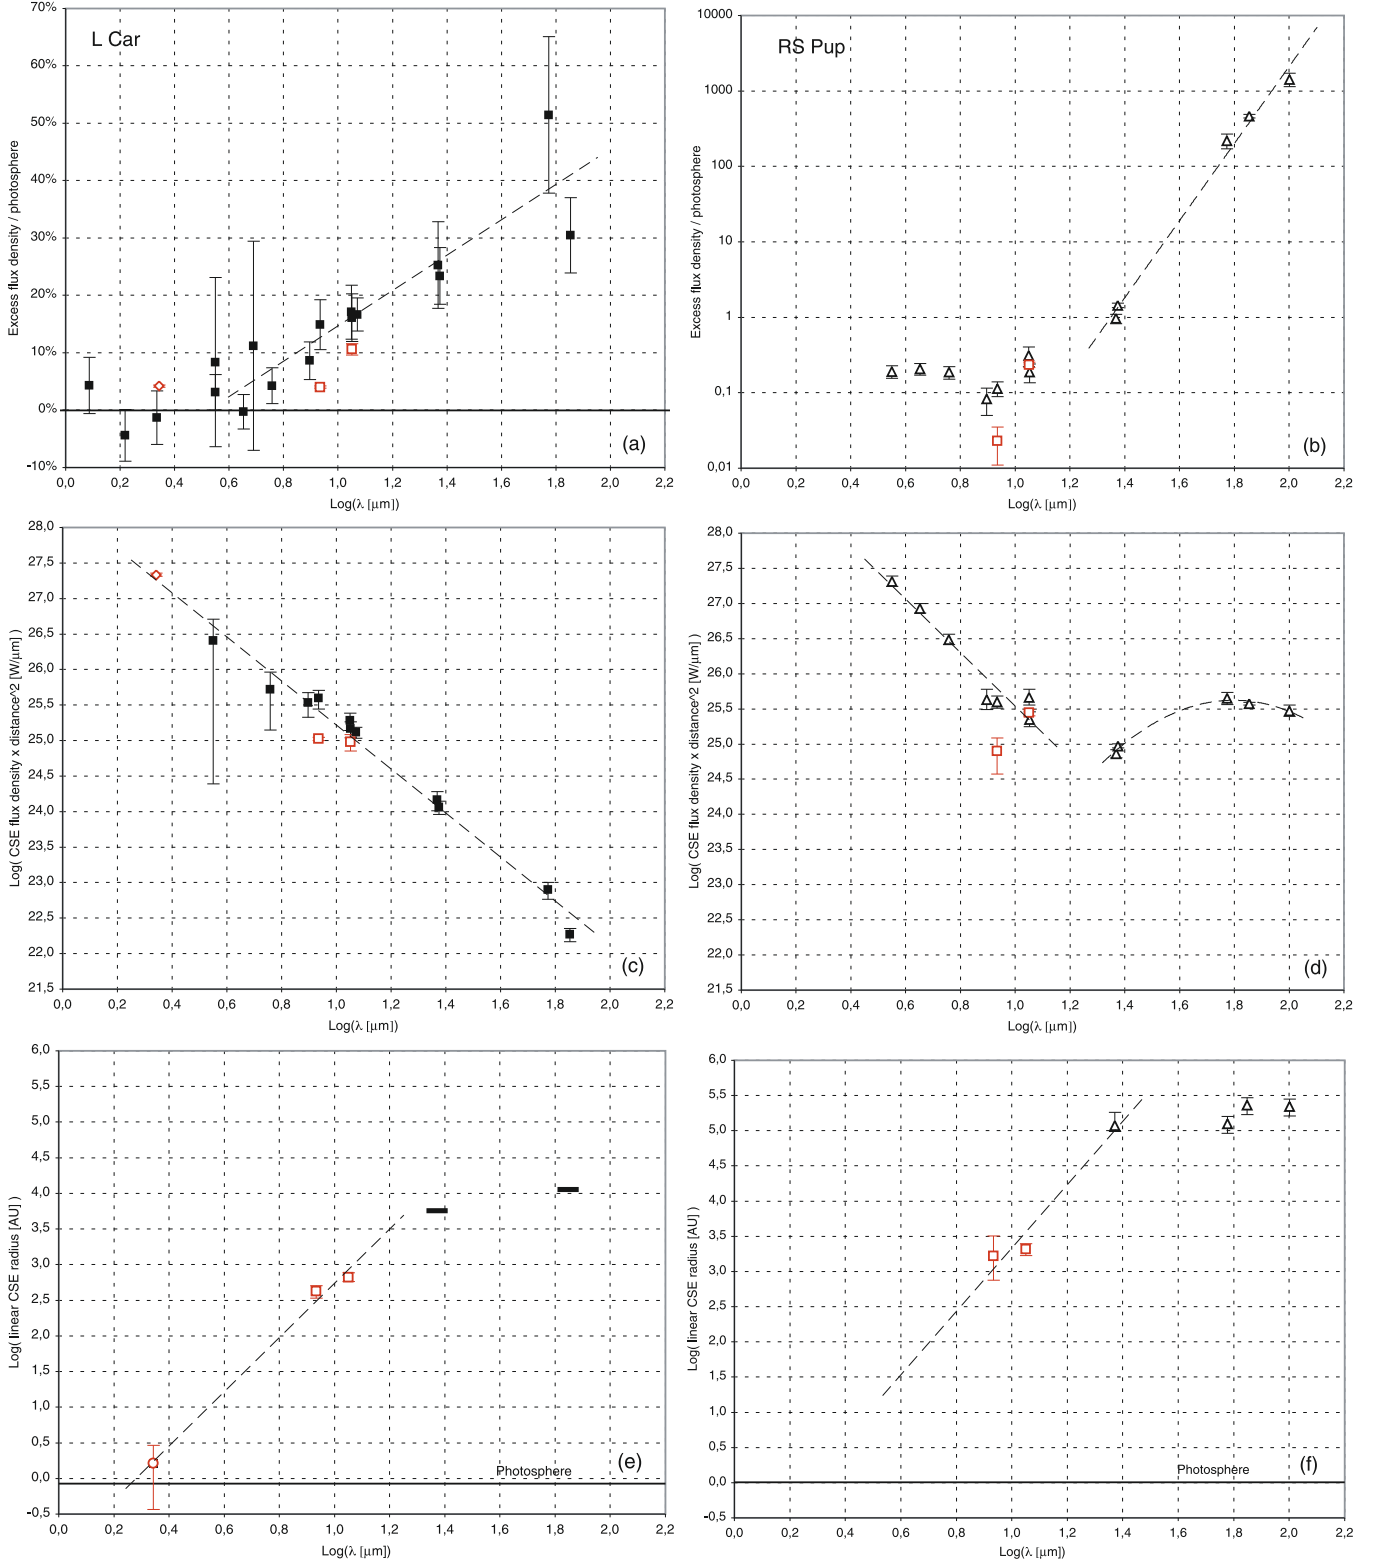 L Car
Excess flux density / photosphere
70%
60%
50%
40%
30%
20%
10%
0%
-10%
0,0 0,2 0,4 0,6 0,8 1,0 1,2 1,4 1,6 1,8 2,0 2,2
Log(λ [µm])
(a)
RS Pup
Excess flux density / photosphere
10000
1000
100
10
1
0,1
0,01
0,0 0,2 0,4 0,6 0,8 1,0 1,2 1,4 1,6 1,8 2,0 2,2
Log(λ [µm])
(b)
Log( CSE flux density x distance^2 [W/µm] )
28,0
27,5
27,0
26,5
26,0
25,5
25,0
24,5
24,0
23,5
23,0
22,5
22,0
21,5
0,0 0,2 0,4 0,6 0,8 1,0 1,2 1,4 1,6 1,8 2,0 2,2
Log(λ [µm])
(c)
Log( CSE flux density x distance^2 [W/µm] )
28,0
27,5
27,0
26,5
26,0
25,5
25,0
24,5
24,0
23,5
23,0
22,5
22,0
21,5
0,0 0,2 0,4 0,6 0,8 1,0 1,2 1,4 1,6 1,8 2,0 2,2
Log(λ [µm])
(d)
Log( linear CSE radius [AU] )
6,0
5,5
5,0
4,5
4,0
3,5
3,0
2,5
2,0
1,5
1,0
0,5
0,0
-0,5
0,0 0,2 0,4 0,6 0,8 1,0 1,2 1,4 1,6 1,8 2,0 2,2
Log(λ [µm])
Photosphere
(e)
Log( linear CSE radius [AU] )
6,0
5,5
5,0
4,5
4,0
3,5
3,0
2,5
2,0
1,5
1,0
0,5
0,0
-0,5
0,0 0,2 0,4 0,6 0,8 1,0 1,2 1,4 1,6 1,8 2,0 2,2
Log(λ [µm])
Photosphere
(f)